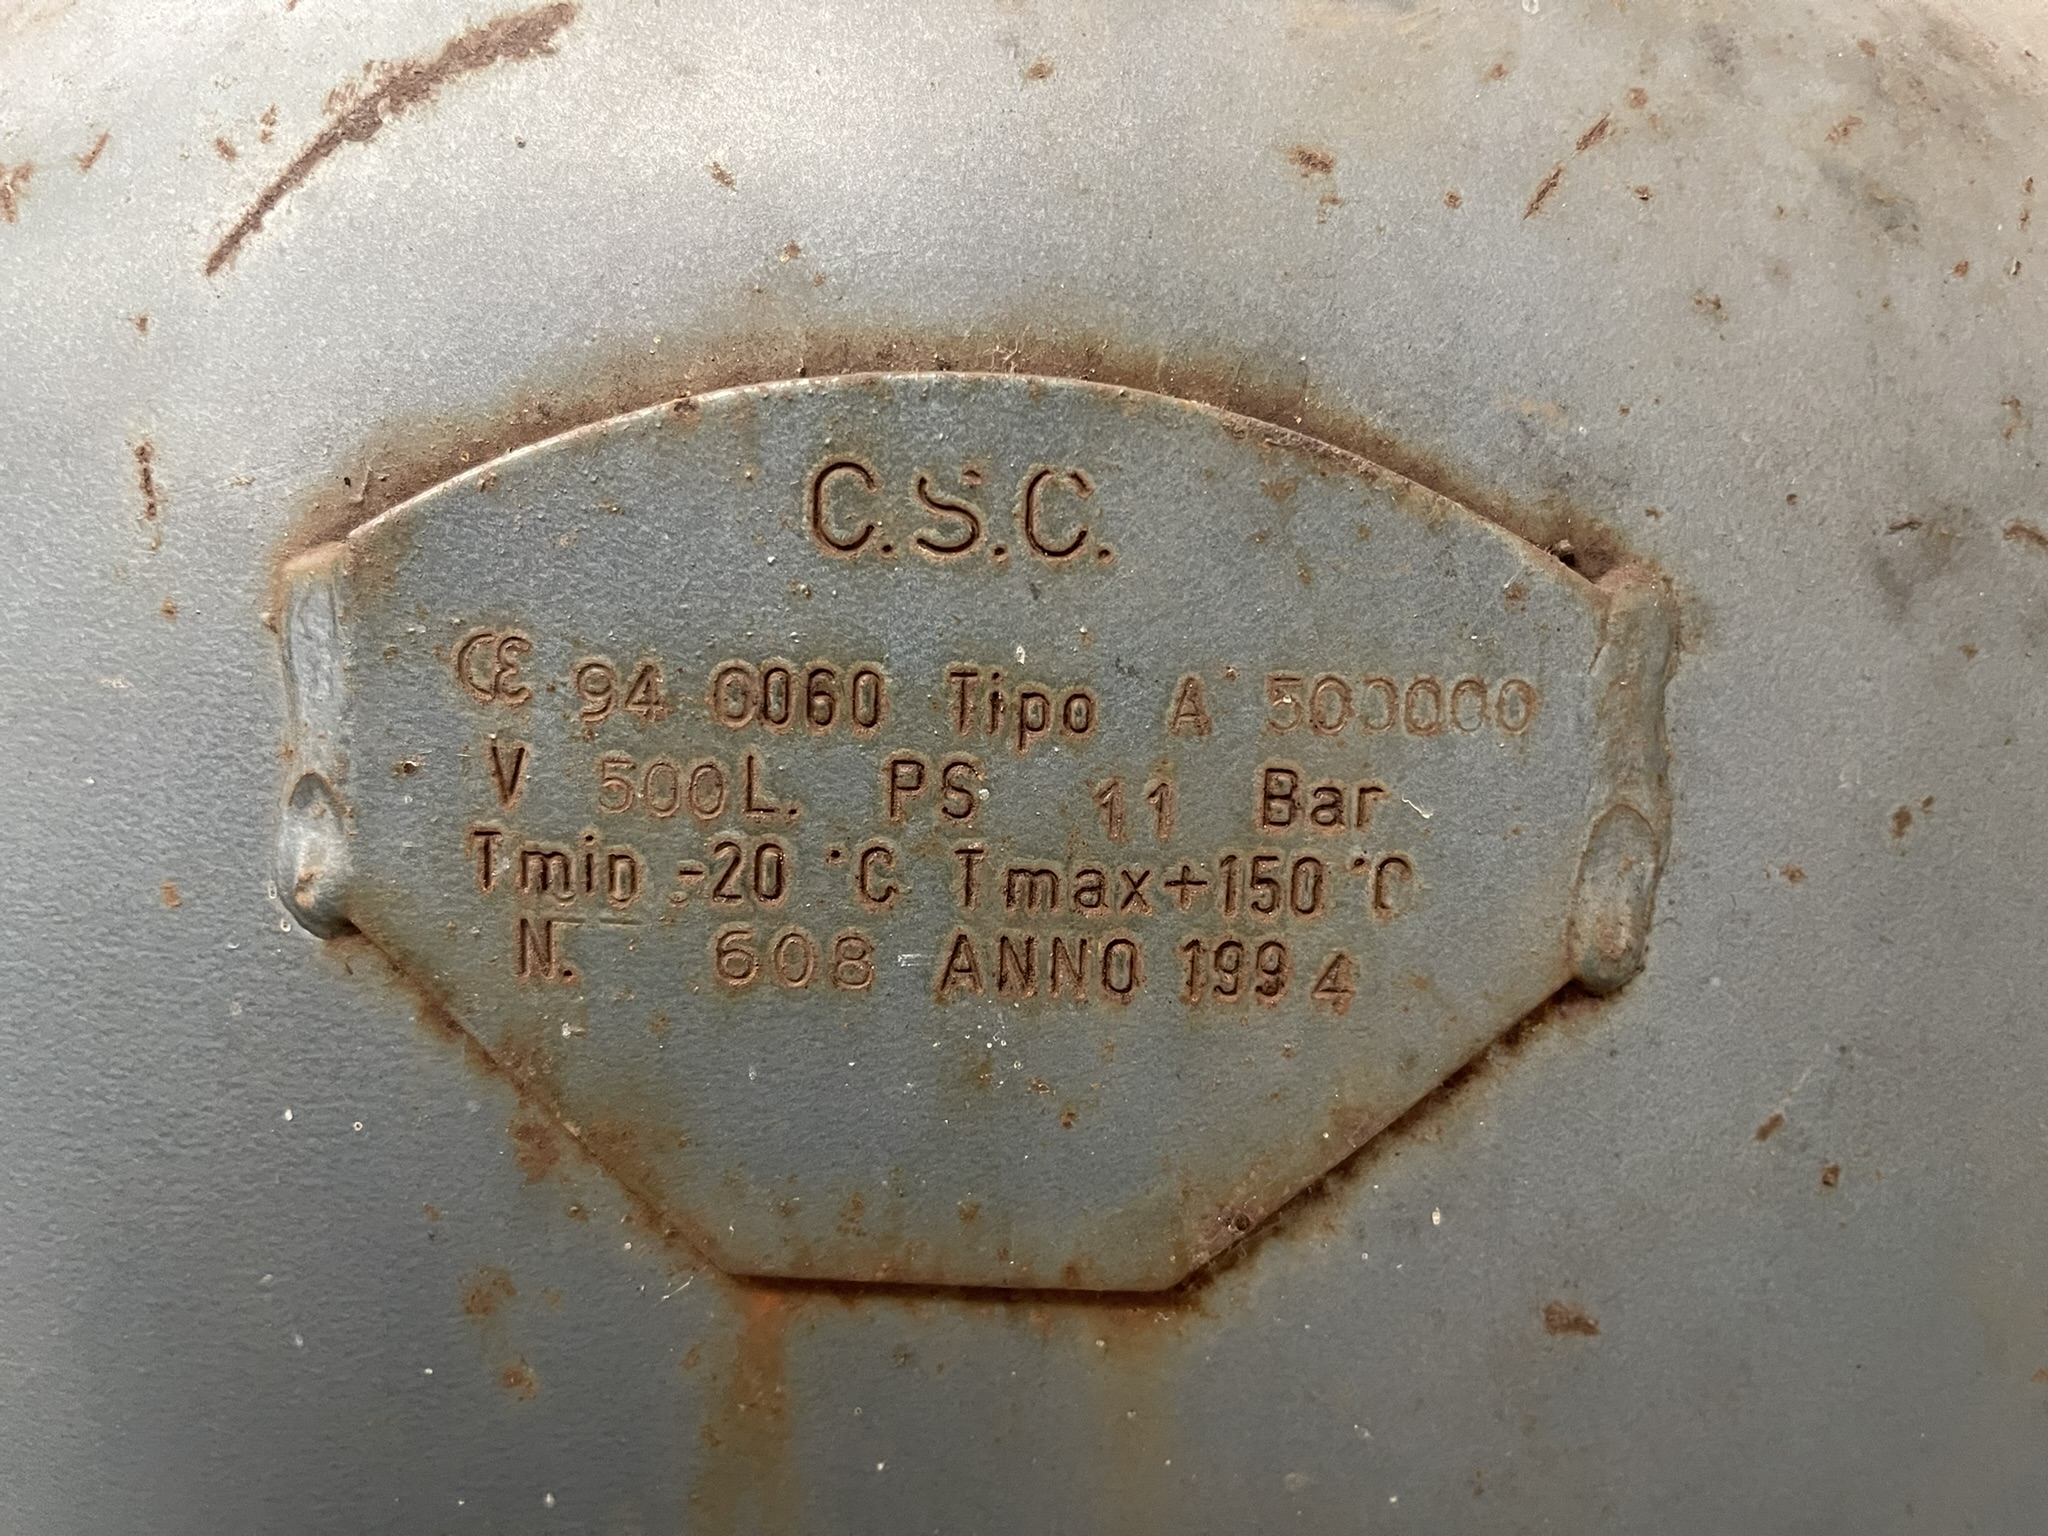 C.S.C.
CE 94 0060 Tipo A 500000
V 500L. PS 11 Bar
Tmin -20 °C Tmax+150 °C
N. 608 ANNO 1994